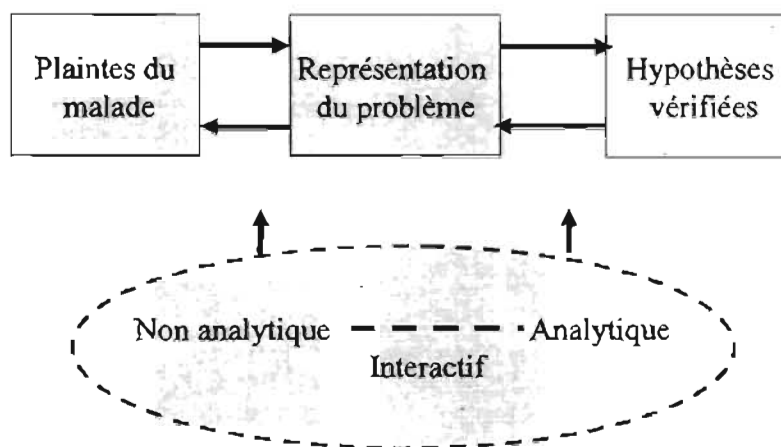 Plaintes du
malade
Représentation
du problème
Hypothèses
vérifiées
Non analytique
Analytique
Interactif